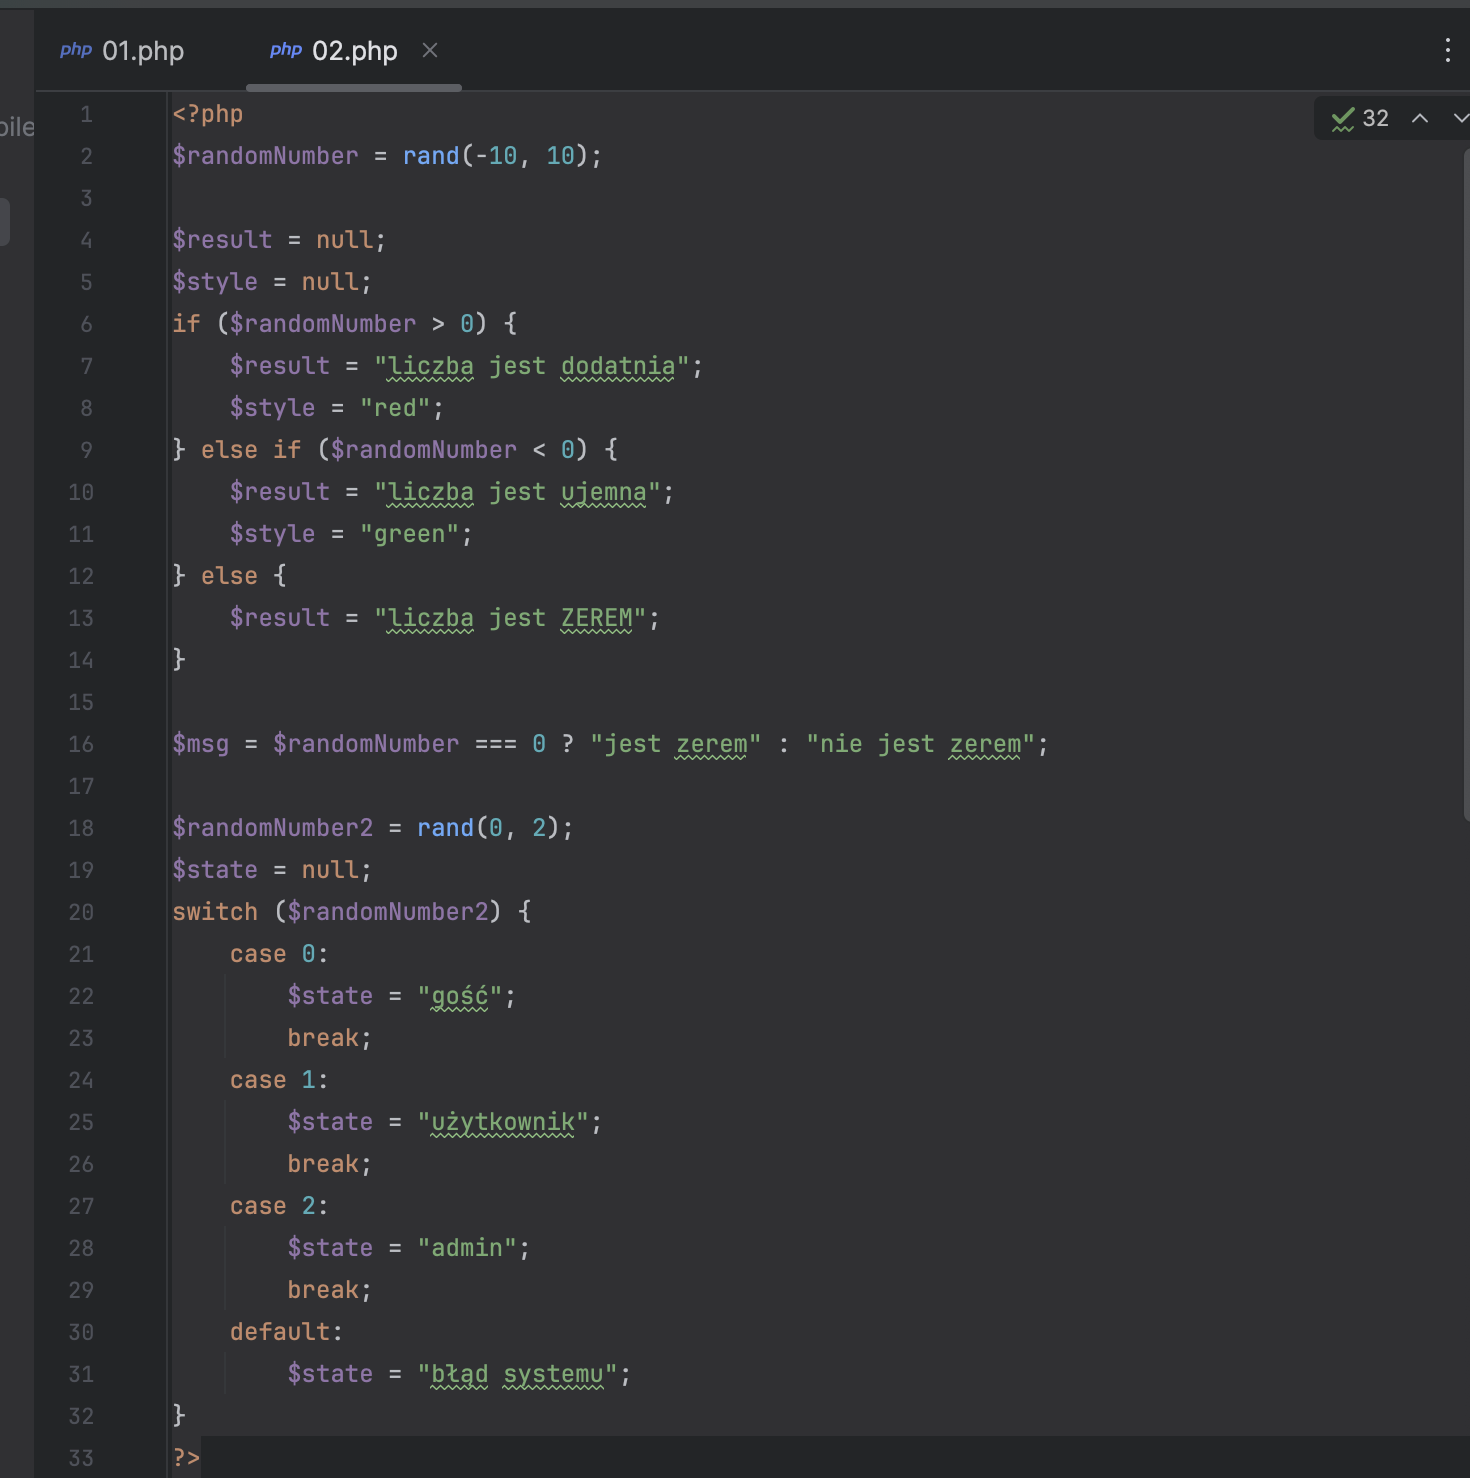 php 01.php
php 02.php
32
1 <?php
2 $randomNumber = rand(-10, 10);
3
4 $result = null;
5 $style = null;
6 if ($randomNumber > 0) {
7     $result = "liczba jest dodatnia";
8     $style = "red";
9 } else if ($randomNumber < 0) {
10     $result = "liczba jest ujemna";
11     $style = "green";
12 } else {
13     $result = "liczba jest ZEREM";
14 }
15
16 $msg = $randomNumber === 0 ? "jest zerem" : "nie jest zerem";
17
18 $randomNumber2 = rand(0, 2);
19 $state = null;
20 switch ($randomNumber2) {
21     case 0:
22         $state = "gość";
23         break;
24     case 1:
25         $state = "użytkownik";
26         break;
27     case 2:
28         $state = "admin";
29         break;
30     default:
31         $state = "błąd systemu";
32 }
33 ?>